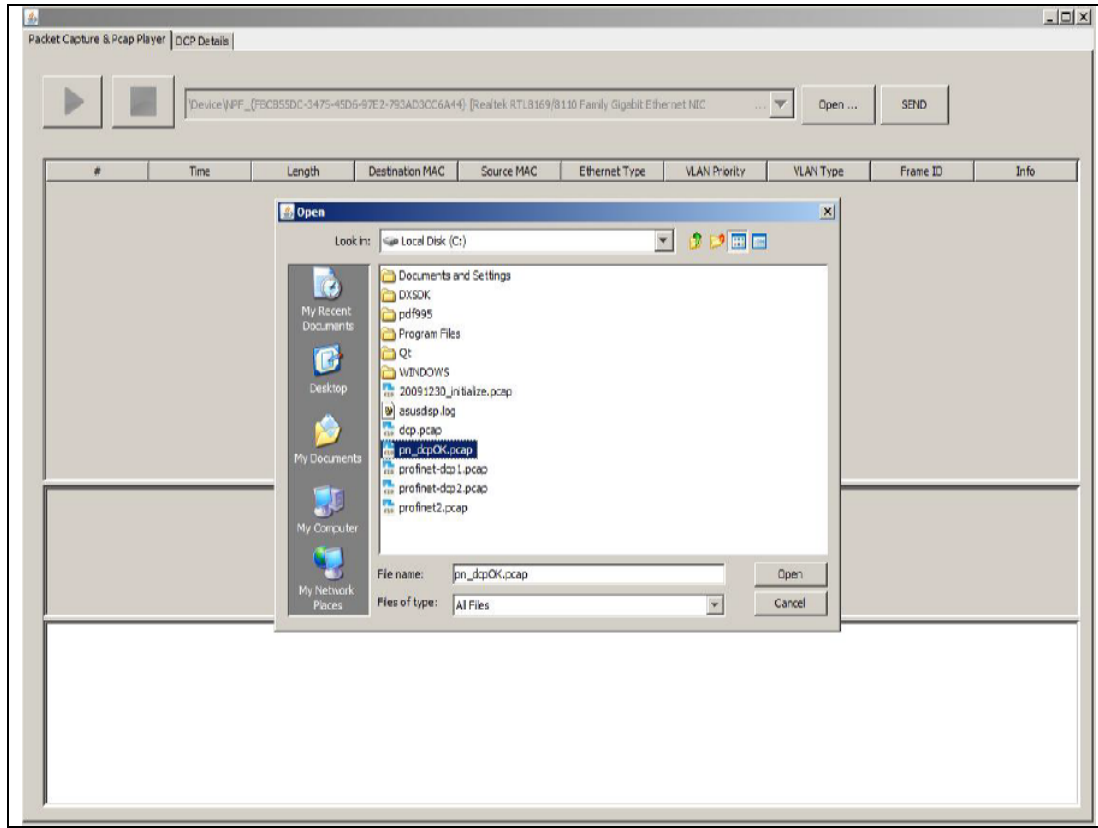 Packet Capture & Pcap Player DCP Details
\Device\NPF_{FBCB55DC-3475-45D6-97E2-793AD3CC6A44} [Realtek RTL8169/8110 Family Gigabit Ethernet NIC ... Open ... SEND
# Time Length Destination MAC Source MAC Ethernet Type VLAN Priority VLAN Type Frame ID Info
Open
Look in: Local Disk (C:)
My Recent Documents
Desktop
My Documents
My Computer
My Network Places
Documents and Settings
DXSDK
pdf995
Program Files
Qt
WINDOWS
20091230_initialize.pcap
asusdisp.log
dcp.pcap
pn_dcpOK.pcap
profinet-dcp1.pcap
profinet-dcp2.pcap
profinet2.pcap
File name: pn_dcpOK.pcap Open
Files of type: All Files Cancel